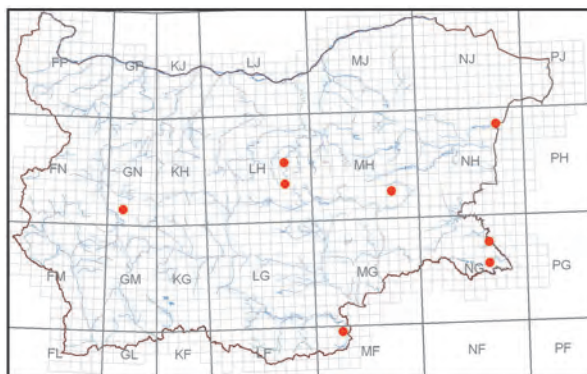 FP GP KJ LJ MJ NJ PJ
FN GN KH LH MH NH PH
FM GM KG LG MG NG PG
FL GL KF LF MF NF PF